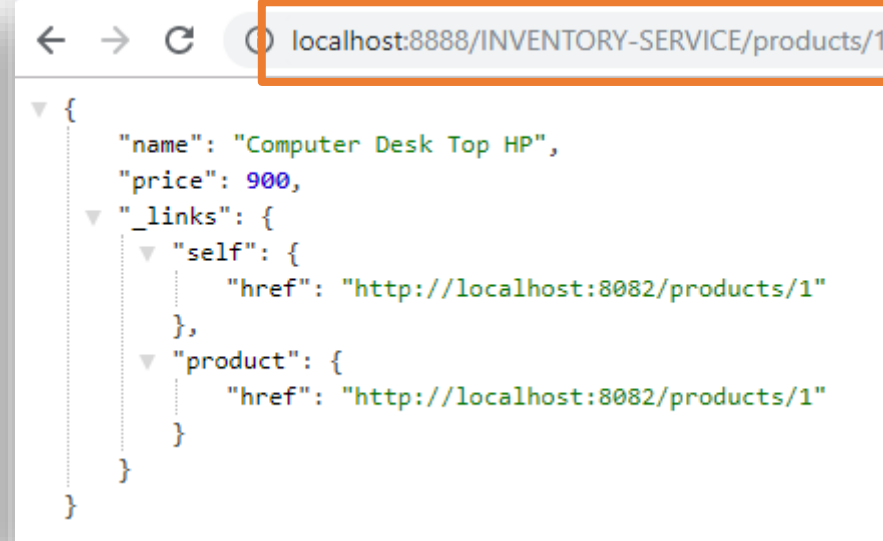 localhost:8888/INVENTORY-SERVICE/products/1
{
"name": "Computer Desk Top HP",
"price": 900,
"_links": {
"self": {
"href": "http://localhost:8082/products/1"
},
"product": {
"href": "http://localhost:8082/products/1"
}
}
}